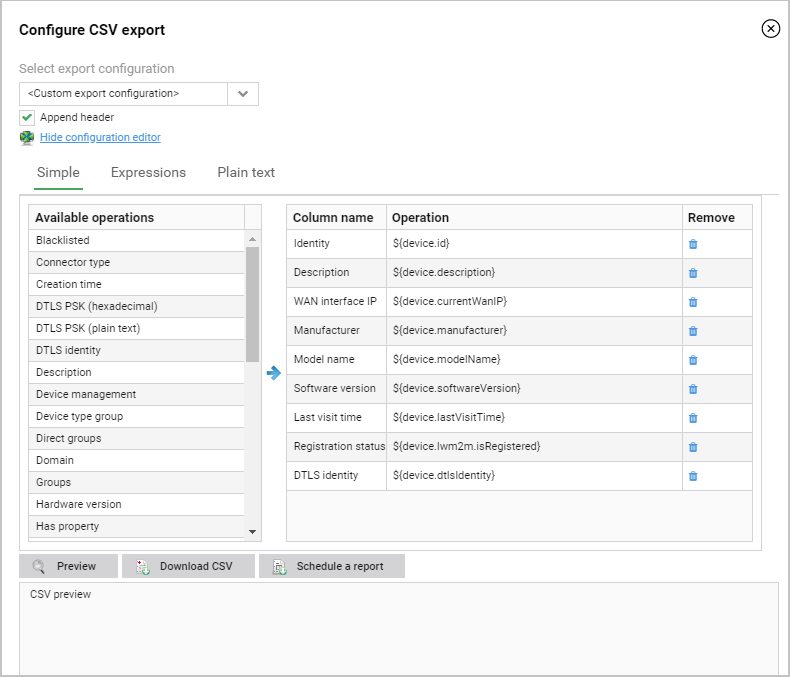 Configure CSV export
Select export configuration
<Custom export configuration>
Append header
Hide configuration editor
Simple Expressions Plain text
Available operations
Blacklisted
Connector type
Creation time
DTLS PSK (hexadecimal)
DTLS PSK (plain text)
DTLS identity
Description
Device management
Device type group
Direct groups
Domain
Groups
Hardware version
Has property
Column name Operation Remove
Identity ${device.id}
Description ${device.description}
WAN interface IP ${device.currentWanIP}
Manufacturer ${device.manufacturer}
Model name ${device.modelName}
Software version ${device.softwareVersion}
Last visit time ${device.lastVisitTime}
Registration status ${device.lwm2m.isRegistered}
DTLS identity ${device.dtlsIdentity}
Preview Download CSV Schedule a report
CSV preview